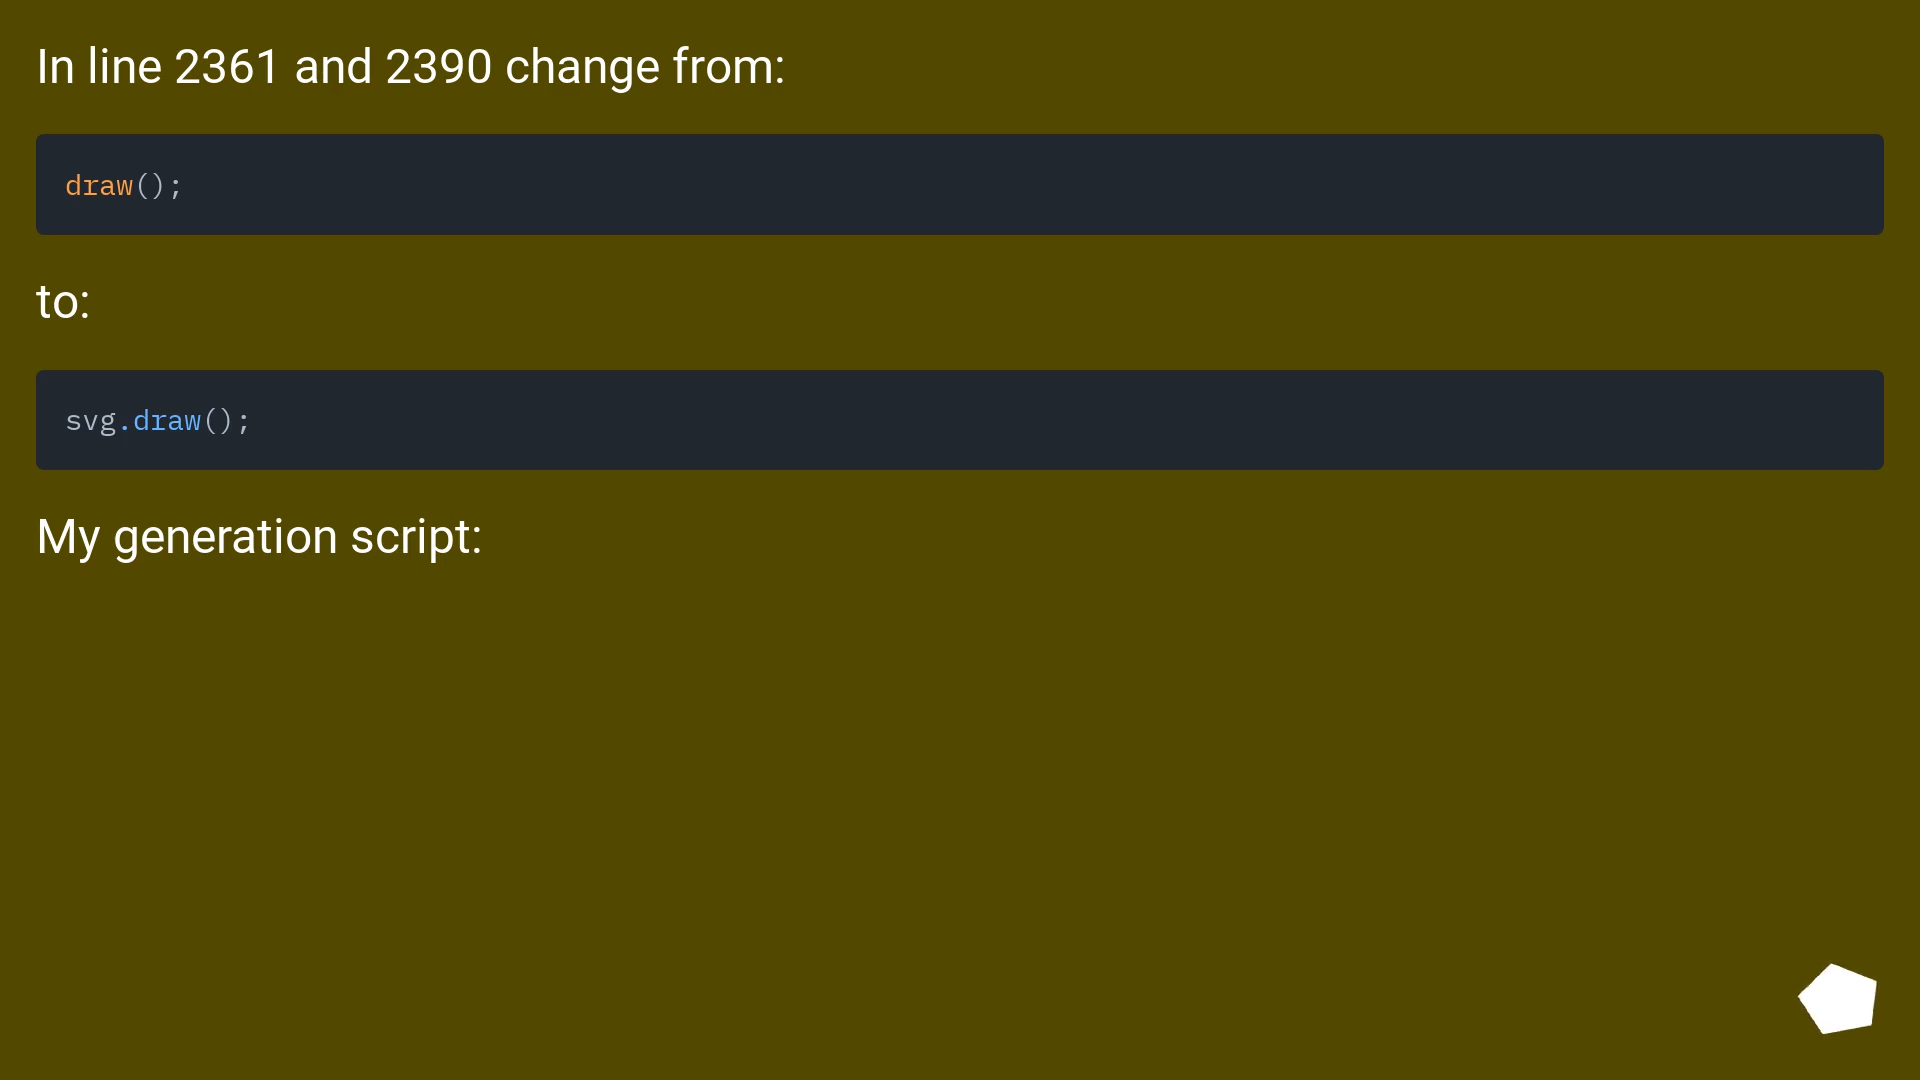 In line 2361 and 2390 change from:
draw();
to:
svg.draw();
My generation script: